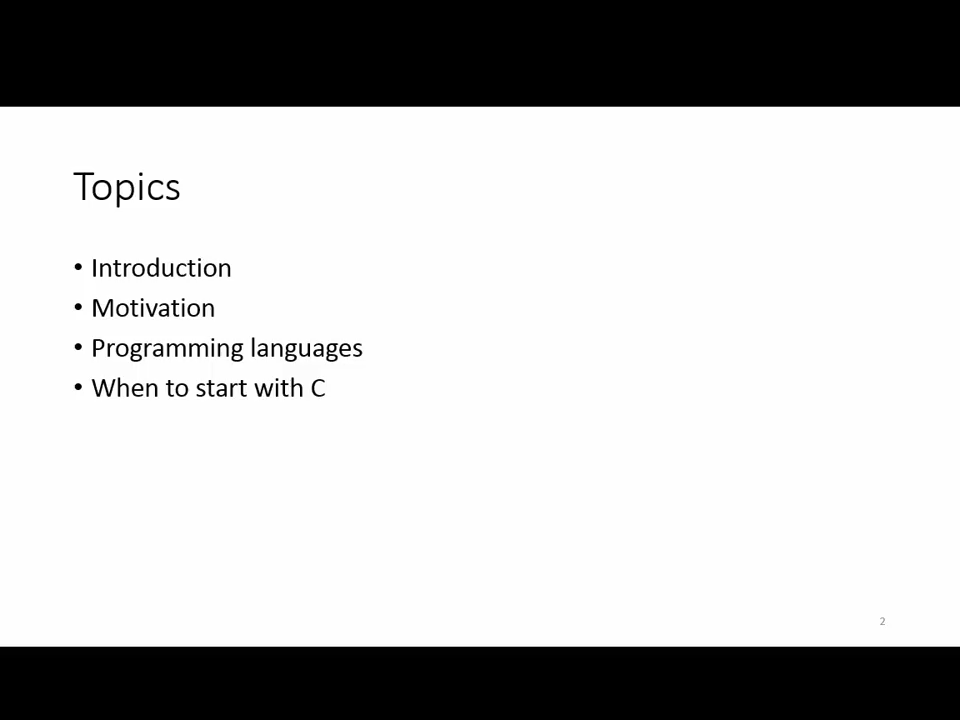 Topics
• Introduction
• Motivation
• Programming languages
• When to start with C
2